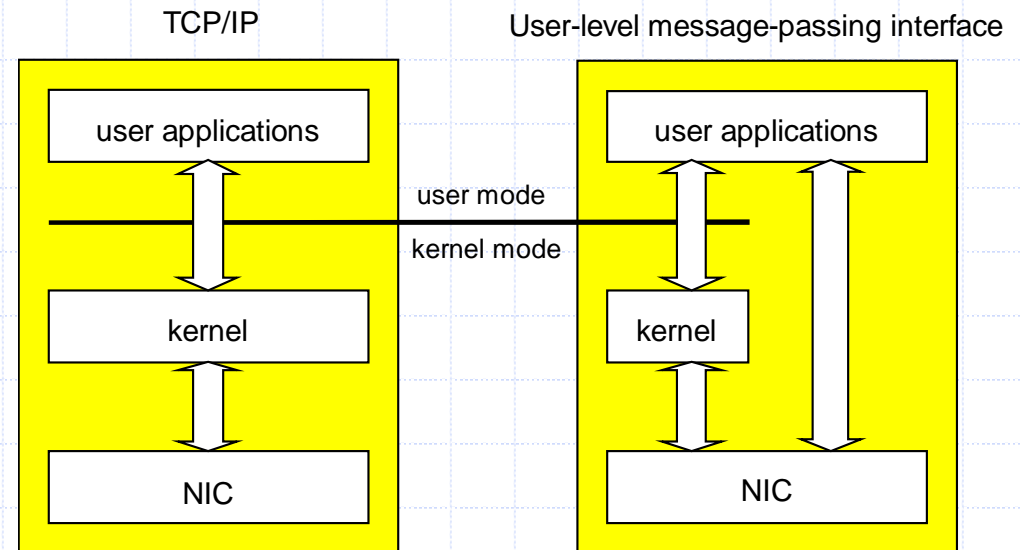 TCP/IP
User-level message-passing interface
user applications
user applications
user mode
kernel mode
kernel
kernel
NIC
NIC